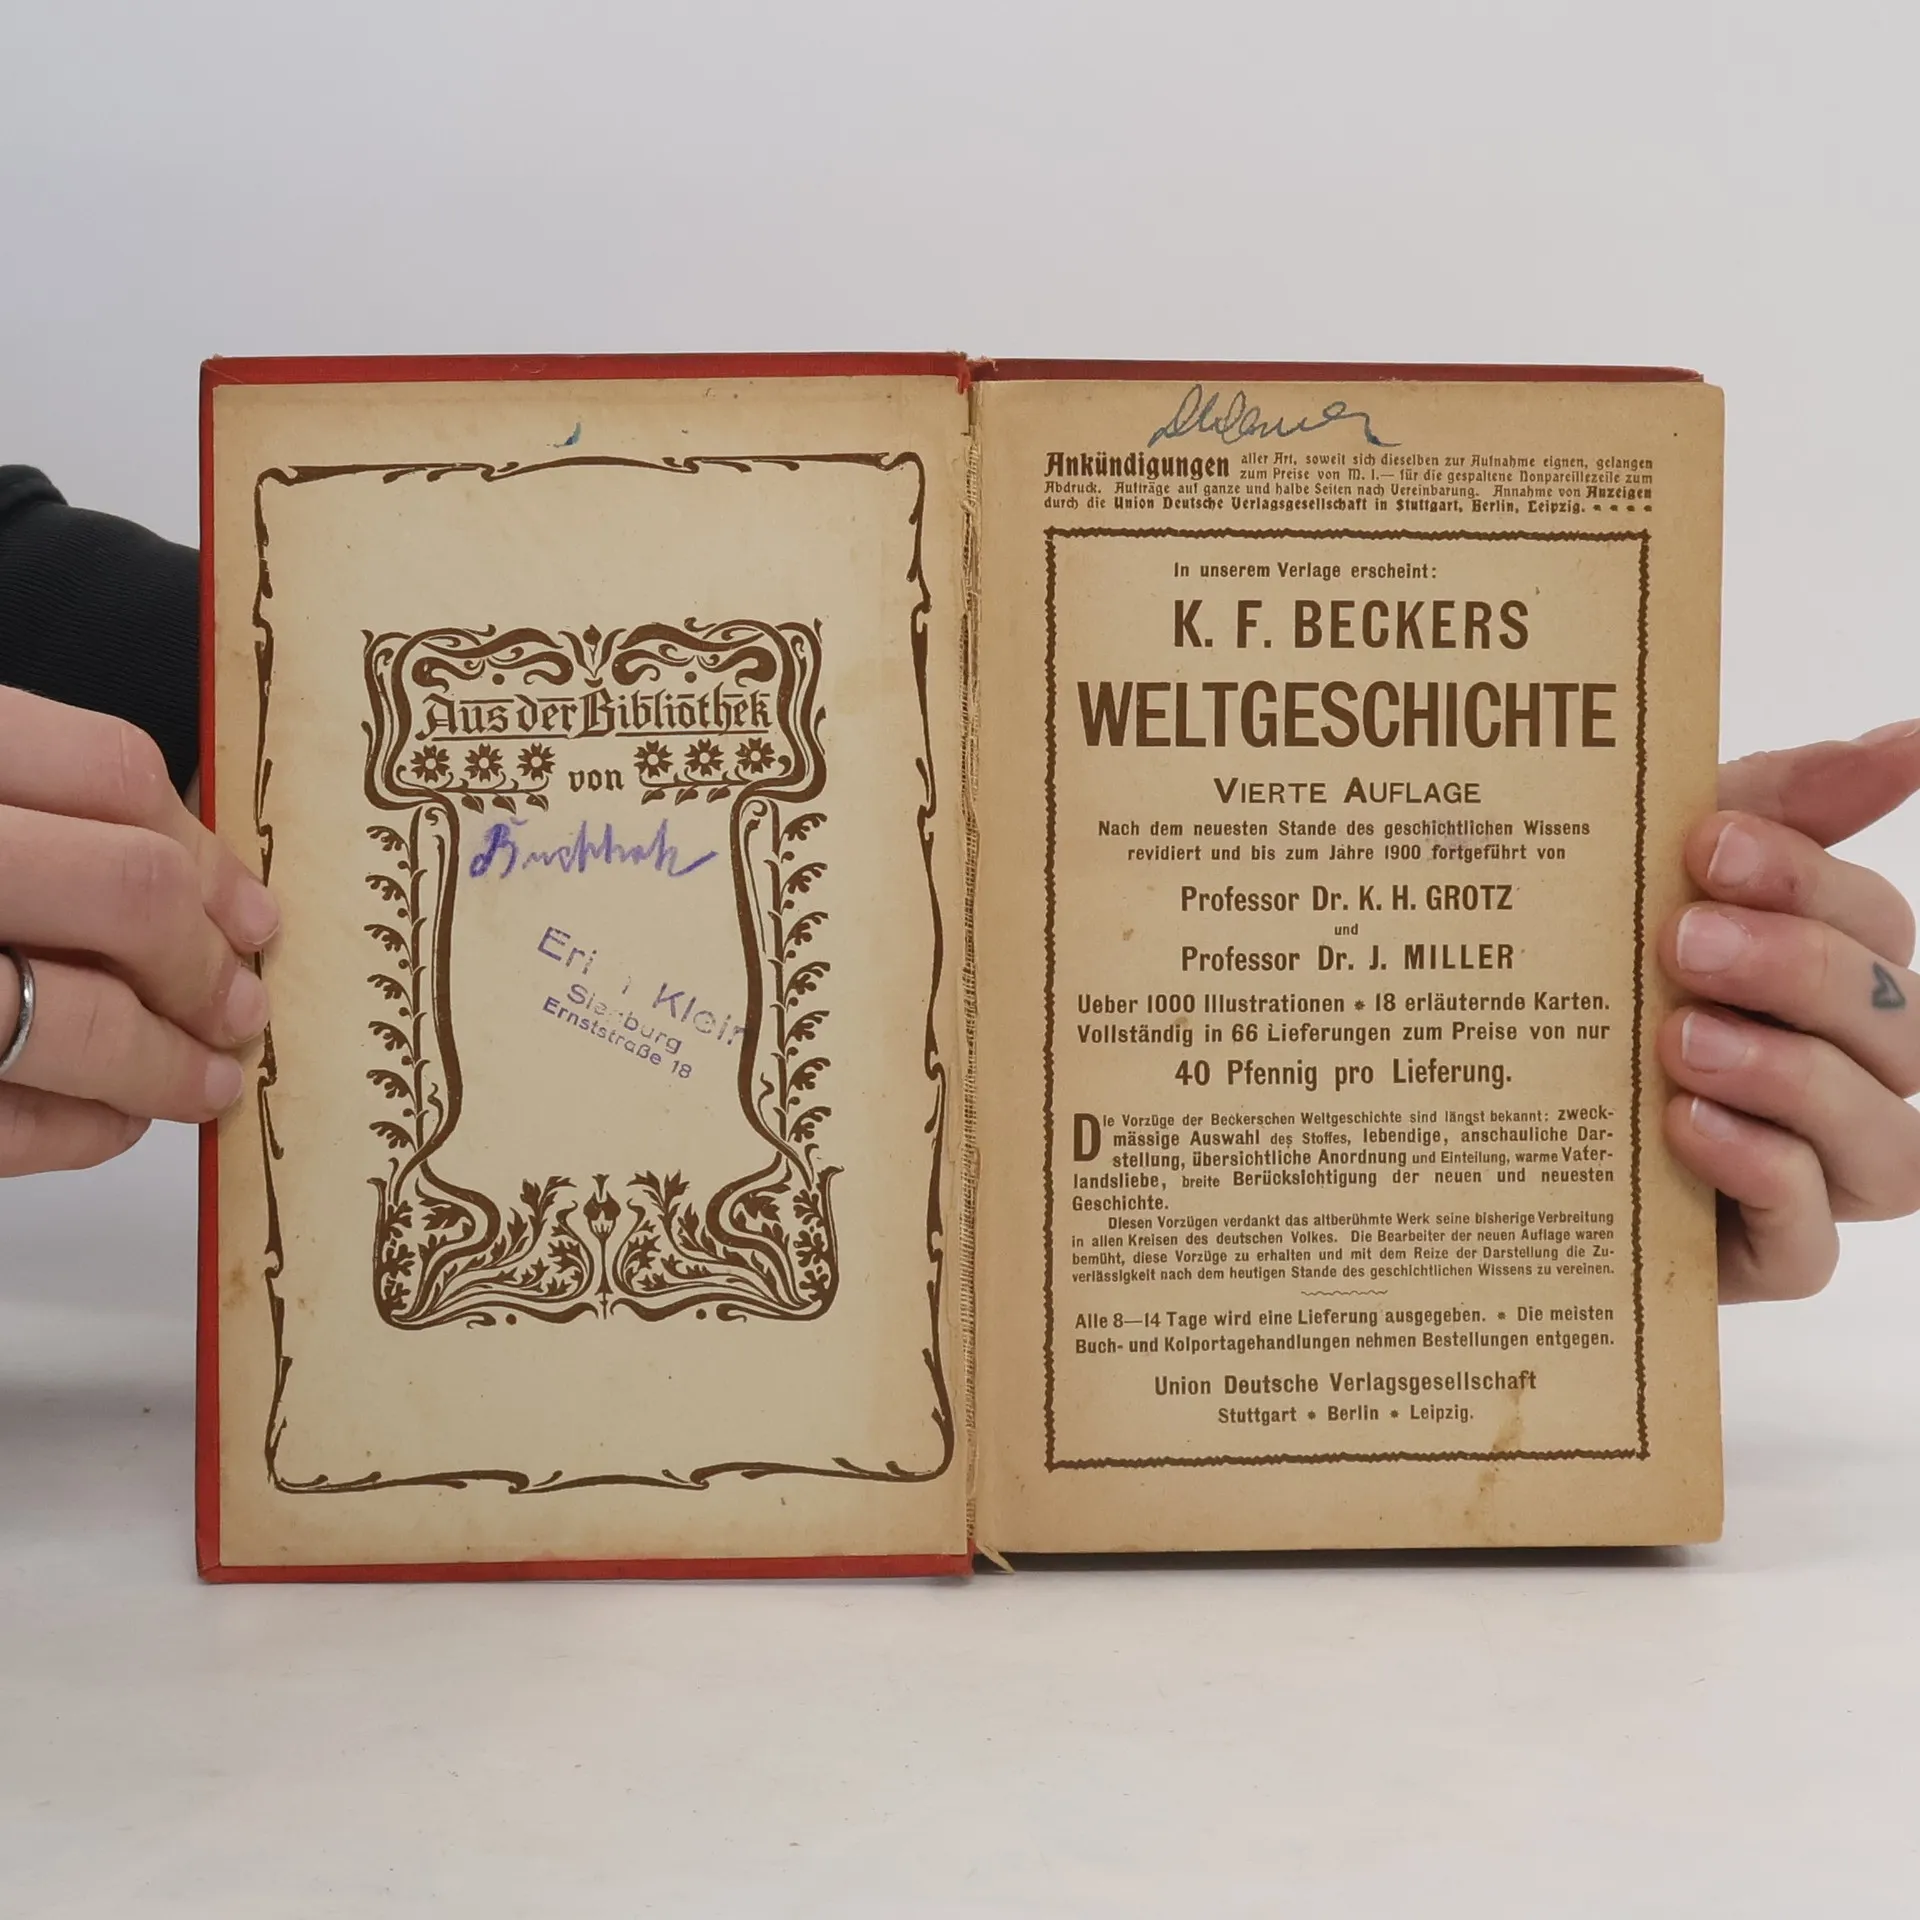 Aus der Bibliothek
von
Klein
Ernststraße 18
Ankündigungen aller Art, soweit sich dieselben zur Aufnahme eignen, gelangen
zum Preise von M. 1.— für die gespaltene Nonpareillezeile zum
Abdruck. Aufträge auf ganze und halbe Seiten nach Vereinbarung. Annahme von Anzeigen
durch die Union Deutsche Verlagsgesellschaft in Stuttgart, Berlin, Leipzig.
In unserem Verlage erscheint:
K. F. BECKERS
WELTGESCHICHTE
VIERTE AUFLAGE
Nach dem neuesten Stande des geschichtlichen Wissens
revidiert und bis zum Jahre 1900 fortgeführt von
Professor Dr. K. H. GROTZ
und
Professor Dr. J. MILLER
Ueber 1000 Illustrationen * 18 erläuternde Karten.
Vollständig in 66 Lieferungen zum Preise von nur
40 Pfennig pro Lieferung.
Die Vorzüge der Beckerschen Weltgeschichte sind längst bekannt: zweck-
mässige Auswahl des Stoffes, lebendige, anschauliche Dar-
stellung, übersichtliche Anordnung und Einteilung, warme Vater-
landsliebe, breite Berücksichtigung der neuen und neuesten
Geschichte.
Diesen Vorzügen verdankt das altberühmte Werk seine bisherige Verbreitung
in allen Kreisen des deutschen Volkes. Die Bearbeiter der neuen Auflage waren
bemüht, diese Vorzüge zu erhalten und mit dem Reize der Darstellung die Zu-
verlässigkeit nach dem heutigen Stande des geschichtlichen Wissens zu vereinen.
Alle 8—14 Tage wird eine Lieferung ausgegeben. * Die meisten
Buch- und Kolportagehandlungen nehmen Bestellungen entgegen.
Union Deutsche Verlagsgesellschaft
Stuttgart * Berlin * Leipzig.